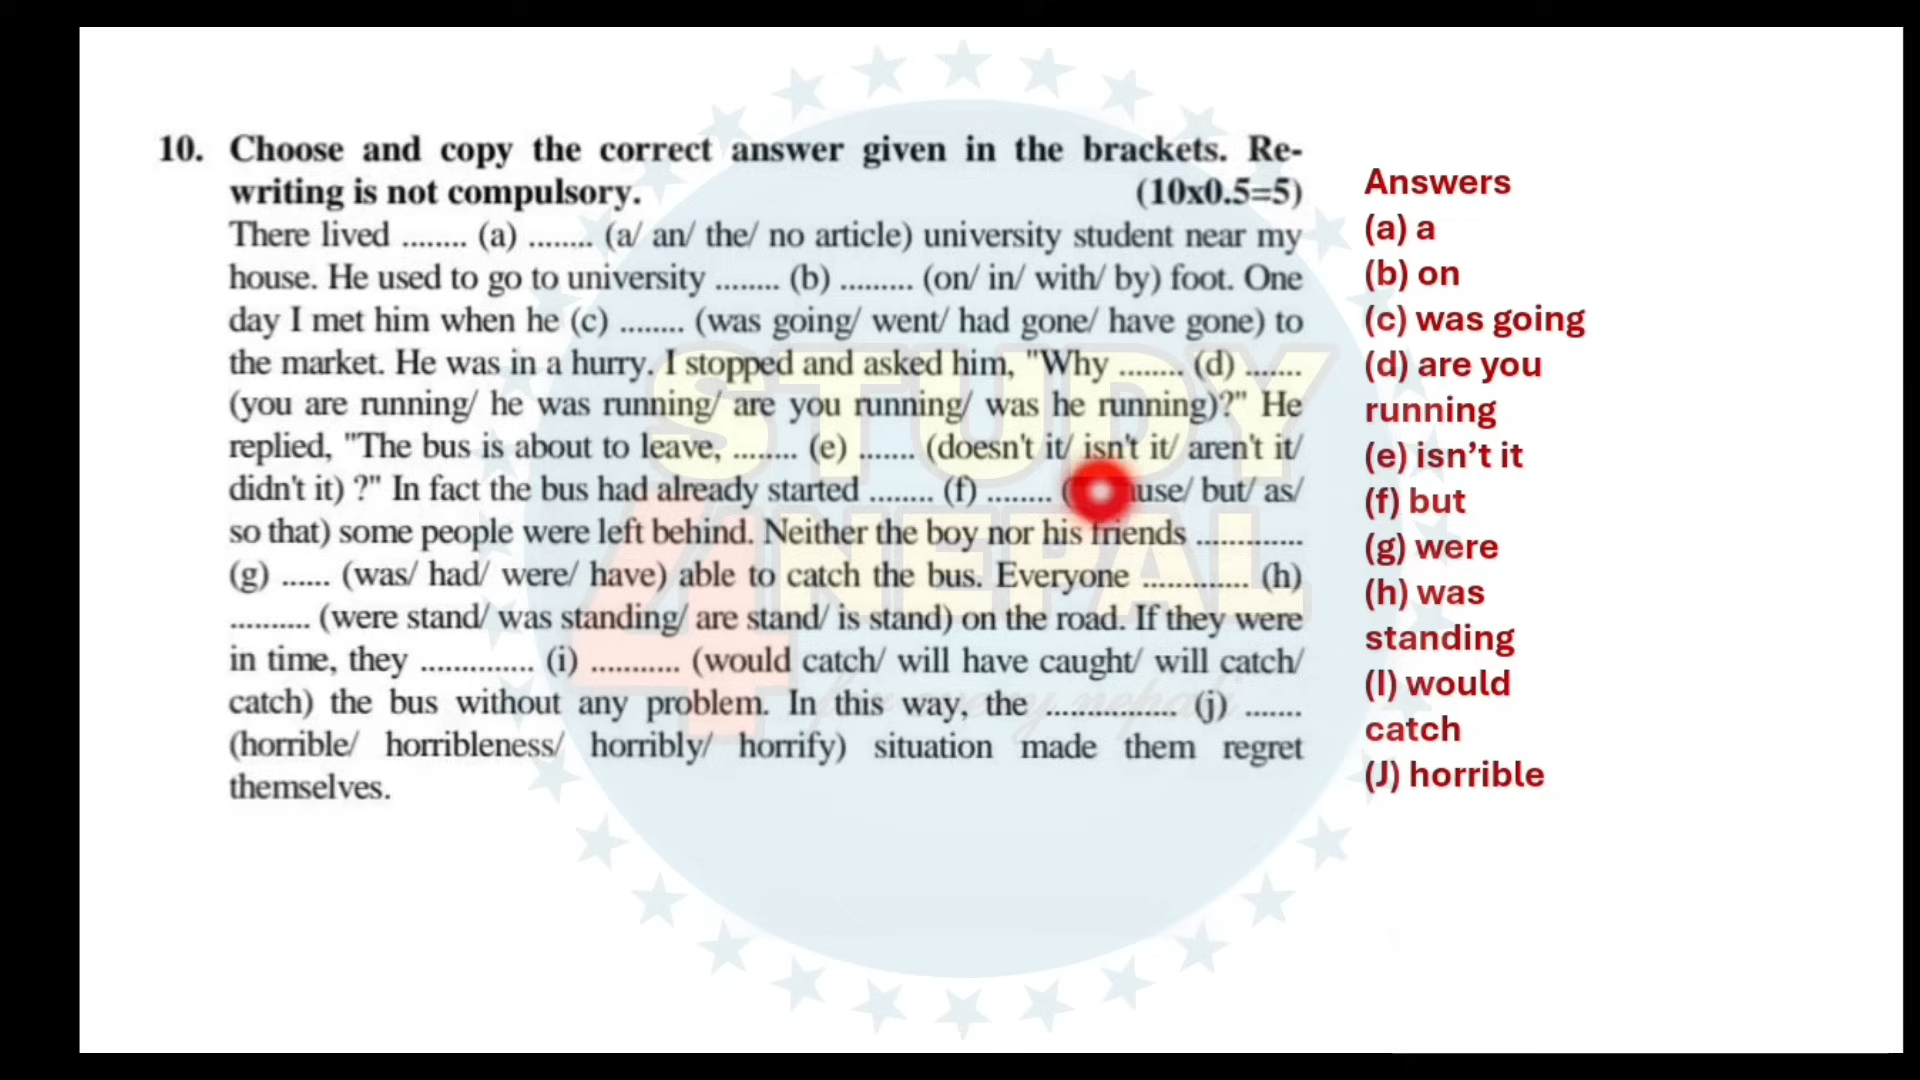 10. Choose and copy the correct answer given in the brackets. Re-
writing is not compulsory. (10x0.5=5)
There lived ........ (a) ........ (a/ an/ the/ no article) university student near my
house. He used to go to university ........ (b) ......... (on/ in/ with/ by) foot. One
day I met him when he (c) ........ (was going/ went/ had gone/ have gone) to
the market. He was in a hurry. I stopped and asked him, "Why ........ (d) .......
(you are running/ he was running/ are you running/ was he running)?" He
replied, "The bus is about to leave, ........ (e) ....... (doesn't it/ isn't it/ aren't it/
didn't it) ?" In fact the bus had already started ........ (f) ........ ( use/ but/ as/
so that) some people were left behind. Neither the boy nor his friends .............
(g) ...... (was/ had/ were/ have) able to catch the bus. Everyone ............. (h)
.......... (were stand/ was standing/ are stand/ is stand) on the road. If they were
in time, they .............. (i) ........... (would catch/ will have caught/ will catch/
catch) the bus without any problem. In this way, the ................ (j) .......
(horrible/ horribleness/ horribly/ horrify) situation made them regret
themselves.
Answers
(a) a
(b) on
(c) was going
(d) are you
running
(e) isn’t it
(f) but
(g) were
(h) was
standing
(I) would
catch
(J) horrible
STUDY
4
NEPAL